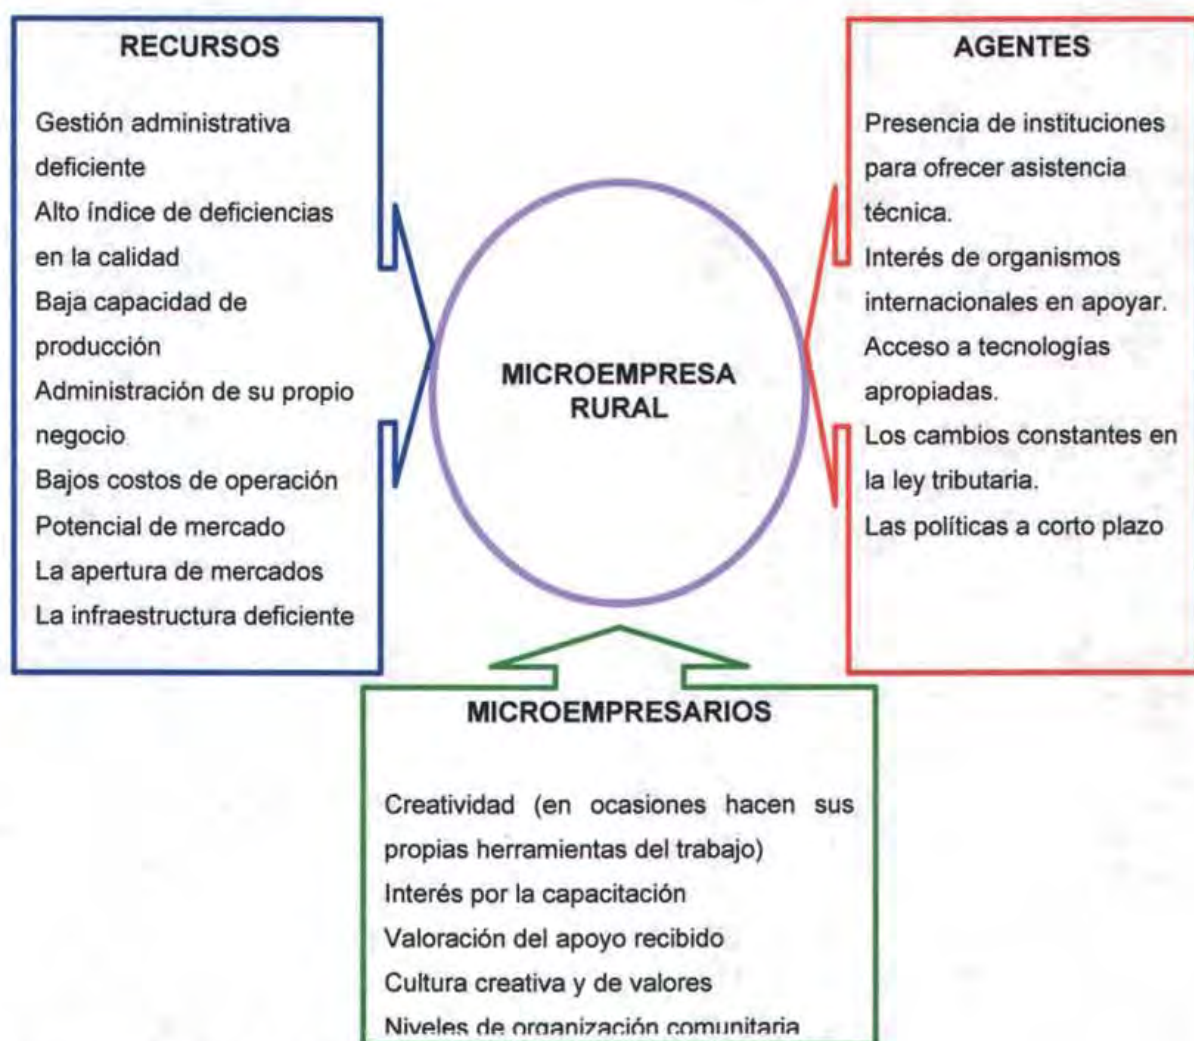 RECURSOS
Gestión administrativa
deficiente
Alto índice de deficiencias
en la calidad
Baja capacidad de
producción
Administración de su propio
negocio
Bajos costos de operación
Potencial de mercado
La apertura de mercados
La infraestructura deficiente
MICROEMPRESA
RURAL
AGENTES
Presencia de instituciones
para ofrecer asistencia
técnica.
Interés de organismos
internacionales en apoyar.
Acceso a tecnologías
apropiadas.
Los cambios constantes en
la ley tributaria.
Las políticas a corto plazo
MICROEMPRESARIOS
Creatividad (en ocasiones hacen sus
propias herramientas del trabajo)
Interés por la capacitación
Valoración del apoyo recibido
Cultura creativa y de valores
Niveles de organización comunitaria